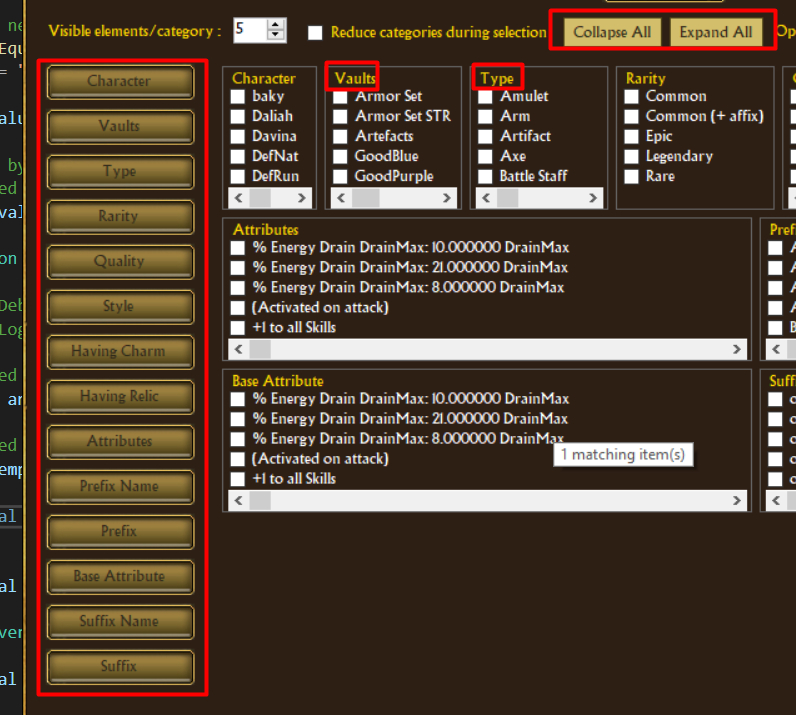 Visible elements/category :
5
Reduce categories during selection
Collapse All
Expand All
Op
Character
Vaults
Type
Rarity
Quality
Style
Having Charm
Having Relic
Attributes
Prefix Name
Prefix
Base Attribute
Suffix Name
Suffix
Character
baky
Daliah
Davina
DefNat
DefRun
Vaults
Armor Set
Armor Set STR
Artefacts
GoodBlue
GoodPurple
Type
Amulet
Arm
Artifact
Axe
Battle Staff
Rarity
Common
Common (+ affix)
Epic
Legendary
Rare
Attributes
% Energy Drain DrainMax: 10.000000 DrainMax
% Energy Drain DrainMax: 21.000000 DrainMax
% Energy Drain DrainMax: 8.000000 DrainMax
(Activated on attack)
+1 to all Skills
Pref
Base Attribute
% Energy Drain DrainMax: 10.000000 DrainMax
% Energy Drain DrainMax: 21.000000 DrainMax
% Energy Drain DrainMax: 8.000000 DrainMax
(Activated on attack)
+1 to all Skills
Suff
1 matching item(s)